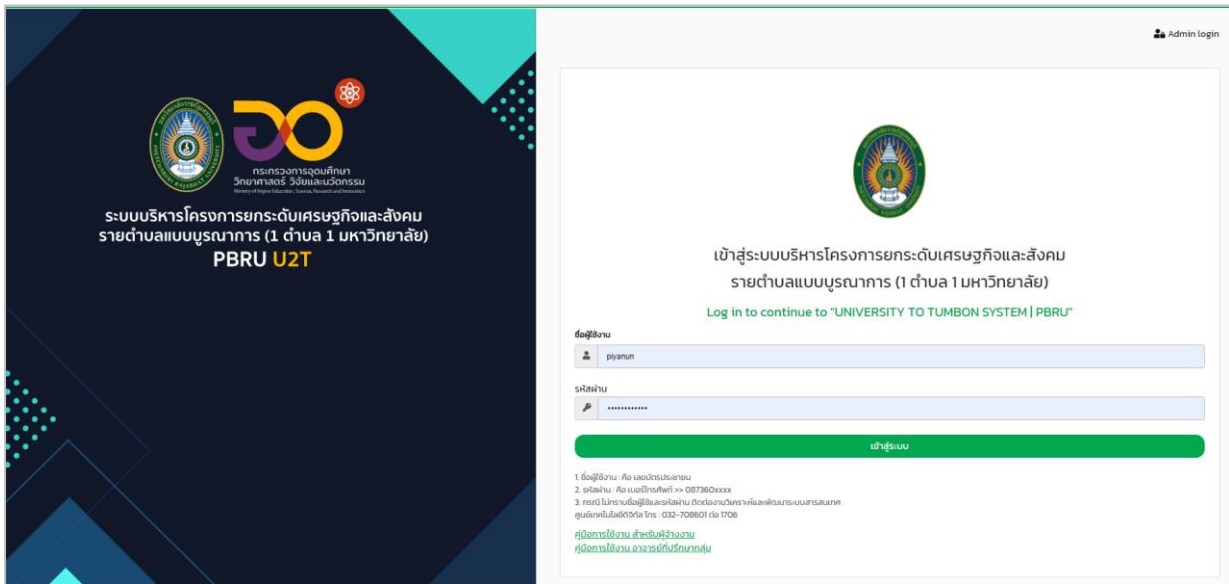 Admin login
กระทรวงการอุดมศึกษา
วิทยาศาสตร์ วิจัยและนวัตกรรม
Ministry of Higher Education, Science, Research and Innovation
ระบบบริหารโครงการยกระดับเศรษฐกิจและสังคม
รายตำบลแบบบูรณาการ (1 ตำบล 1 มหาวิทยาลัย)
PBRU U2T
เข้าสู่ระบบบริหารโครงการยกระดับเศรษฐกิจและสังคม
รายตำบลแบบบูรณาการ (1 ตำบล 1 มหาวิทยาลัย)
Log in to continue to "UNIVERSITY TO TUMBON SYSTEM | PBRU"
ชื่อผู้ใช้งาน
piyanun
รหัสผ่าน
••••••••••••
เข้าสู่ระบบ
1. ชื่อผู้ใช้งาน : คือ เลขบัตรประชาชน
2. รหัสผ่าน : คือ เบอร์โทรศัพท์ >> 087360xxxx
3. กรณี ไม่ทราบชื่อผู้ใช้และรหัสผ่าน ติดต่องานวิเคราะห์และพัฒนาระบบสารสนเทศ
ศูนย์เทคโนโลยีดิจิทัล โทร : 032-708601 ต่อ 1706
คู่มือการใช้งาน สำหรับผู้จ้างงาน
คู่มือการใช้งาน อาจารย์ที่ปรึกษากลุ่ม